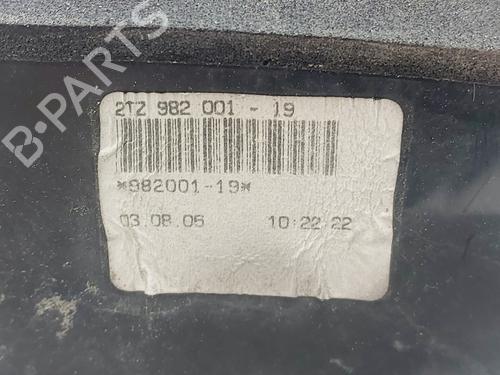 2TZ 982 001 - 19
*982001-19*
03.08.05 10:22:22
B-PARTS